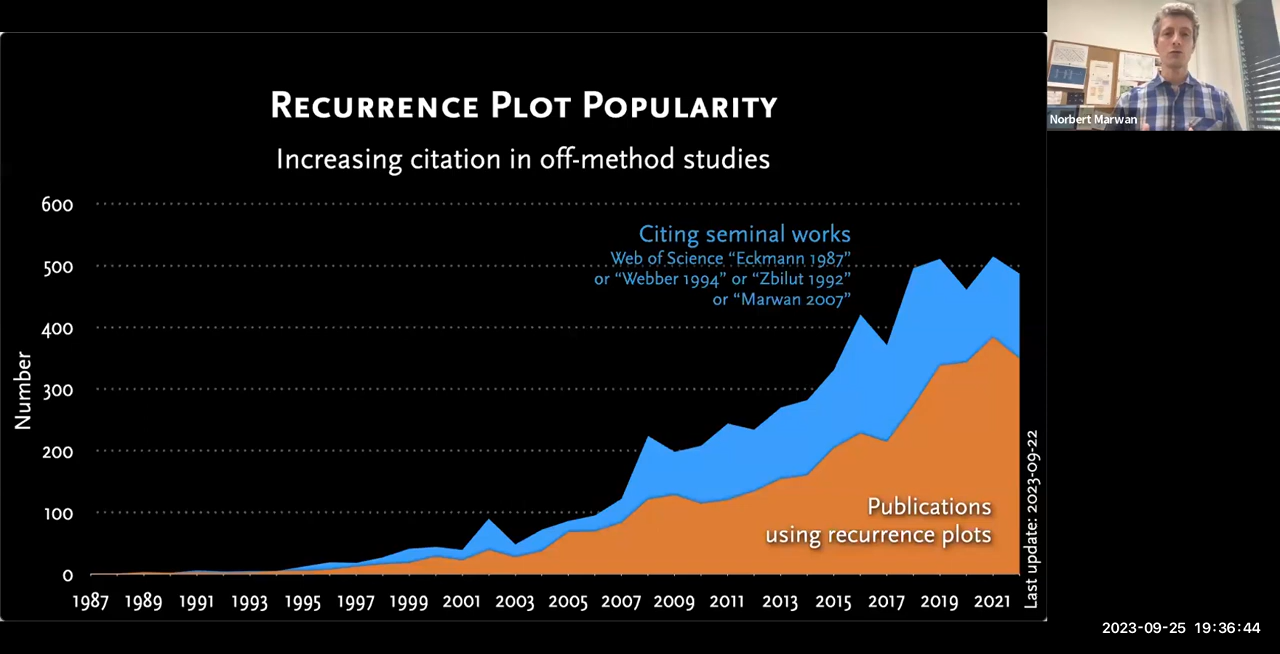 Recurrence Plot Popularity
Increasing citation in off-method studies
600
500
400
300
200
100
0
Number
Citing seminal works
Web of Science “Eckmann 1987”
or “Webber 1994” or “Zbilut 1992”
or “Marwan 2007”
Publications
using recurrence plots
1987 1989 1991 1993 1995 1997 1999 2001 2003 2005 2007 2009 2011 2013 2015 2017 2019 2021
Last update: 2023-09-22
Norbert Marwan
2023-09-25 19:36:44